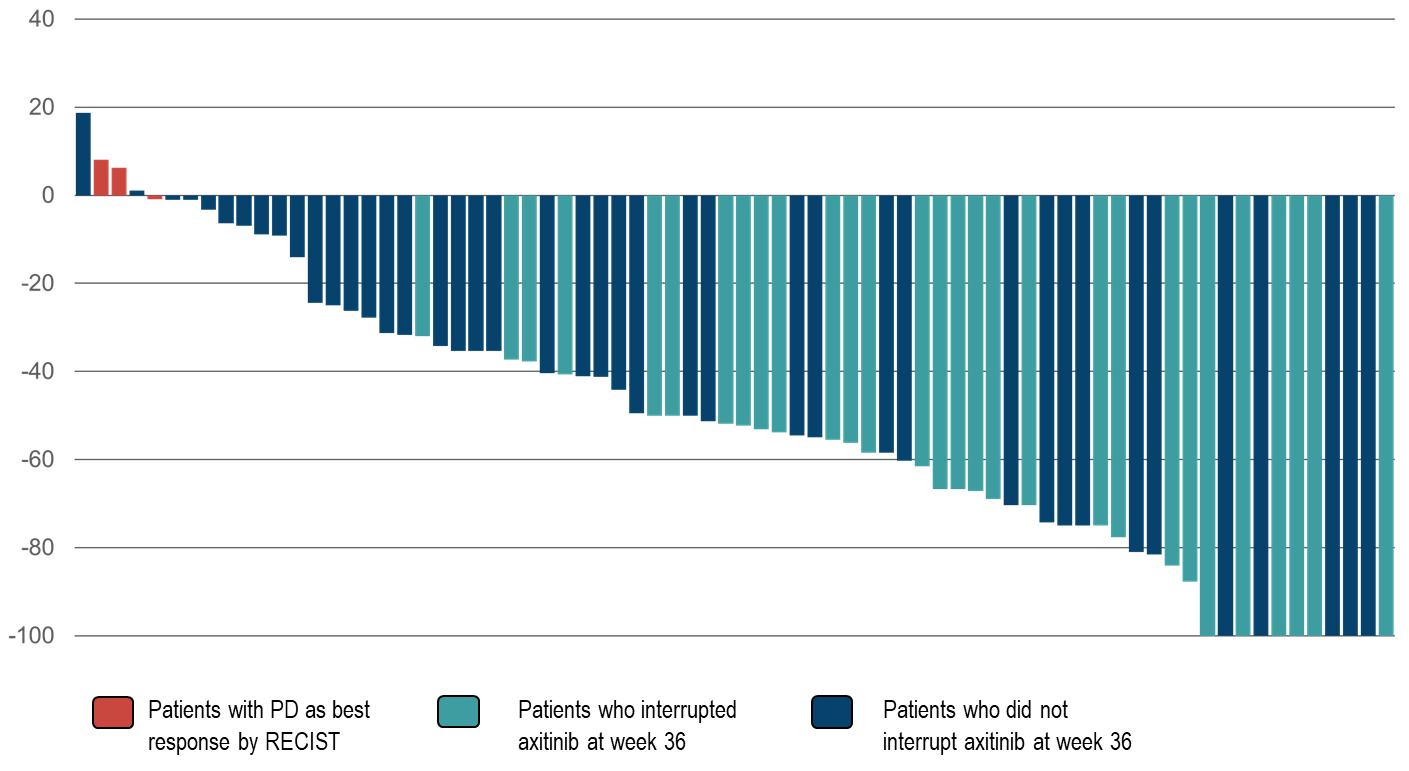 40
20
0
-20
-40
-60
-80
-100
Patients with PD as best
response by RECIST
Patients who interrupted
axitinib at week 36
Patients who did not
interrupt axitinib at week 36